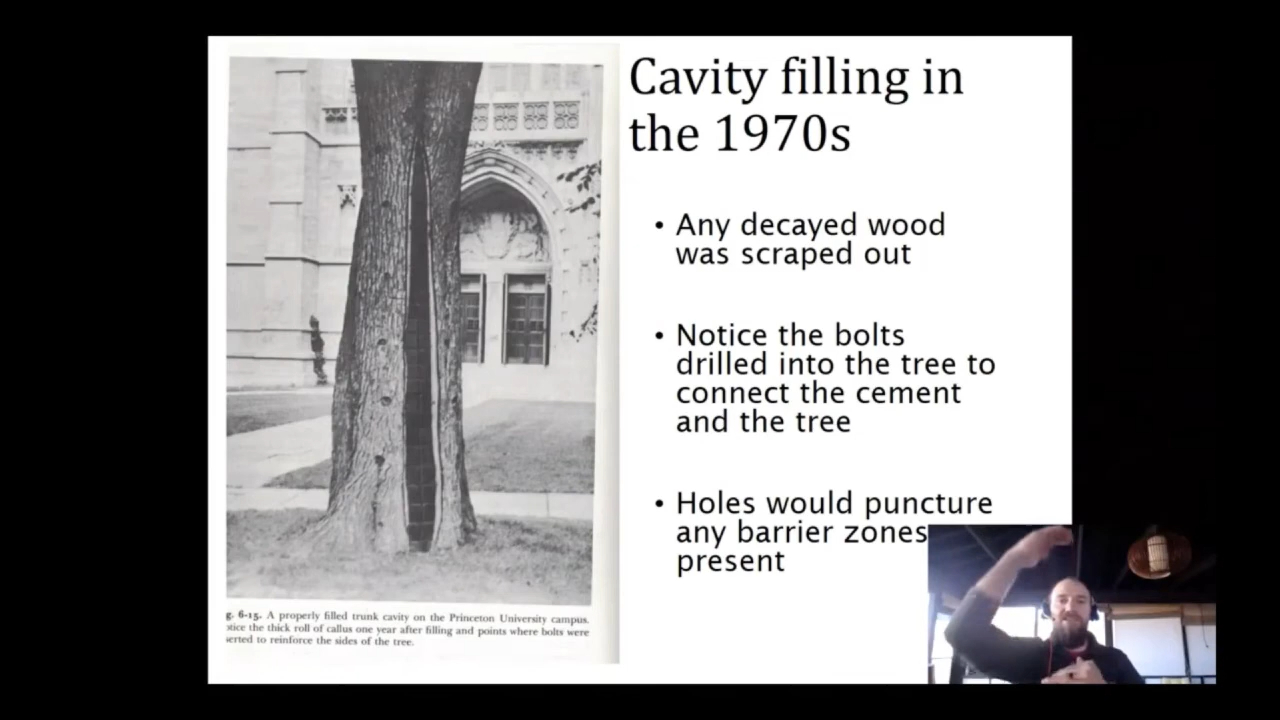 Cavity filling in
the 1970s
• Any decayed wood
was scraped out
• Notice the bolts
drilled into the tree to
connect the cement
and the tree
• Holes would puncture
any barrier zones
present
g. 6-15. A properly filled trunk cavity on the Princeton University campus.
otice the thick roll of callus one year after filling and points where bolts were
serted to reinforce the sides of the tree.